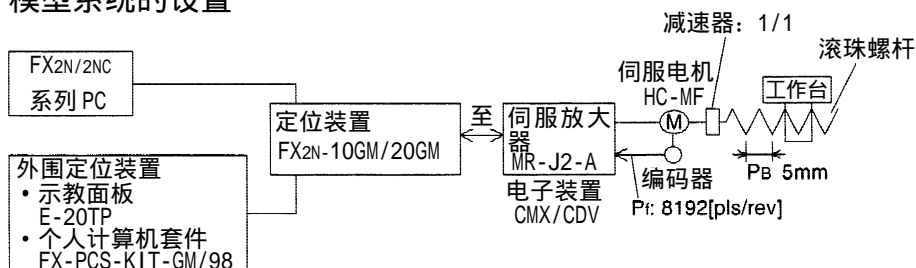 模型系统的设置
FX2N/2NC
系列 PC
外围定位装置
• 示教面板
E-20TP
• 个人计算机套件
FX-PCS-KIT-GM/98
定位装置
FX2N-10GM/20GM
至
伺服放大
器
MR-J2-A
电子装置
CMX/CDV
减速器: 1/1
滚珠螺杆
伺服电机
HC-MF
工作台
M
编码器
PB 5mm
Pf: 8192[pls/rev]